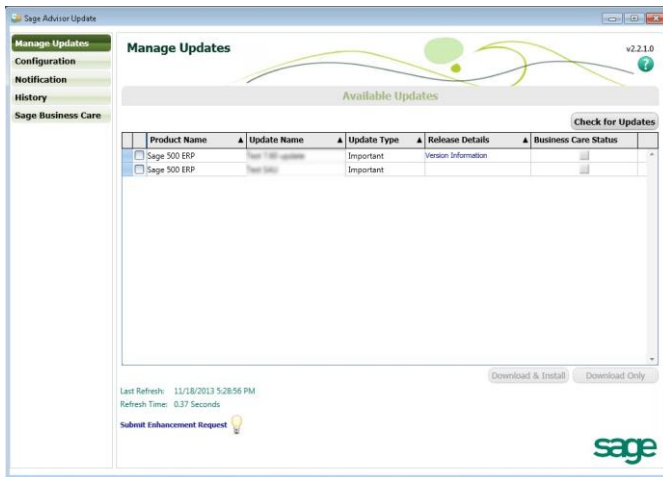 Sage Advisor Update
Manage Updates
Configuration
Notification
History
Sage Business Care
Manage Updates
v2.2.1.0
?
Available Updates
Check for Updates
Product Name ▲ Update Name ▲ Update Type ▲ Release Details ▲ Business Care Status
Sage 500 ERP Important Version Information
Sage 500 ERP Important
Download & Install Download Only
Last Refresh: 11/18/2013 5:28:56 PM
Refresh Time: 0.37 Seconds
Submit Enhancement Request
sage